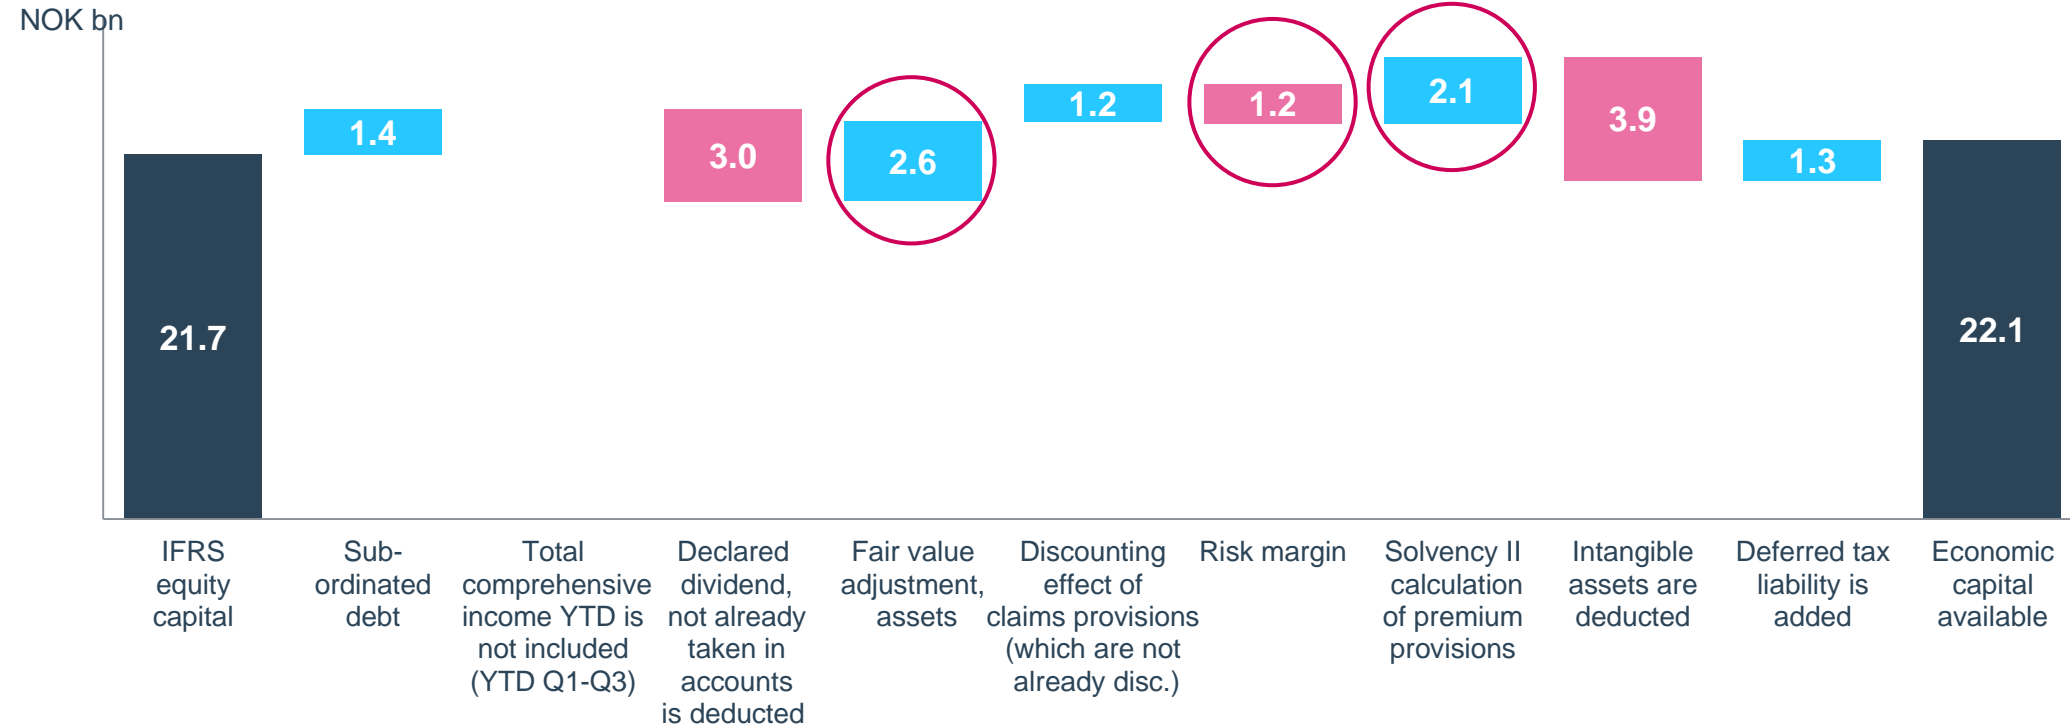 NOK bn
21.7
1.4
3.0
2.6
1.2
1.2
2.1
3.9
1.3
22.1
IFRS
equity
capital
Sub-
ordinated
debt
Total
comprehensive
income YTD is
not included
(YTD Q1-Q3)
Declared
dividend,
not already
taken in
accounts
is deducted
Fair value
adjustment,
assets
Discounting
effect of
claims provisions
(which are not
already disc.)
Risk margin
Solvency II
calculation
of premium
provisions
Intangible
assets are
deducted
Deferred tax
liability is
added
Economic
capital
available